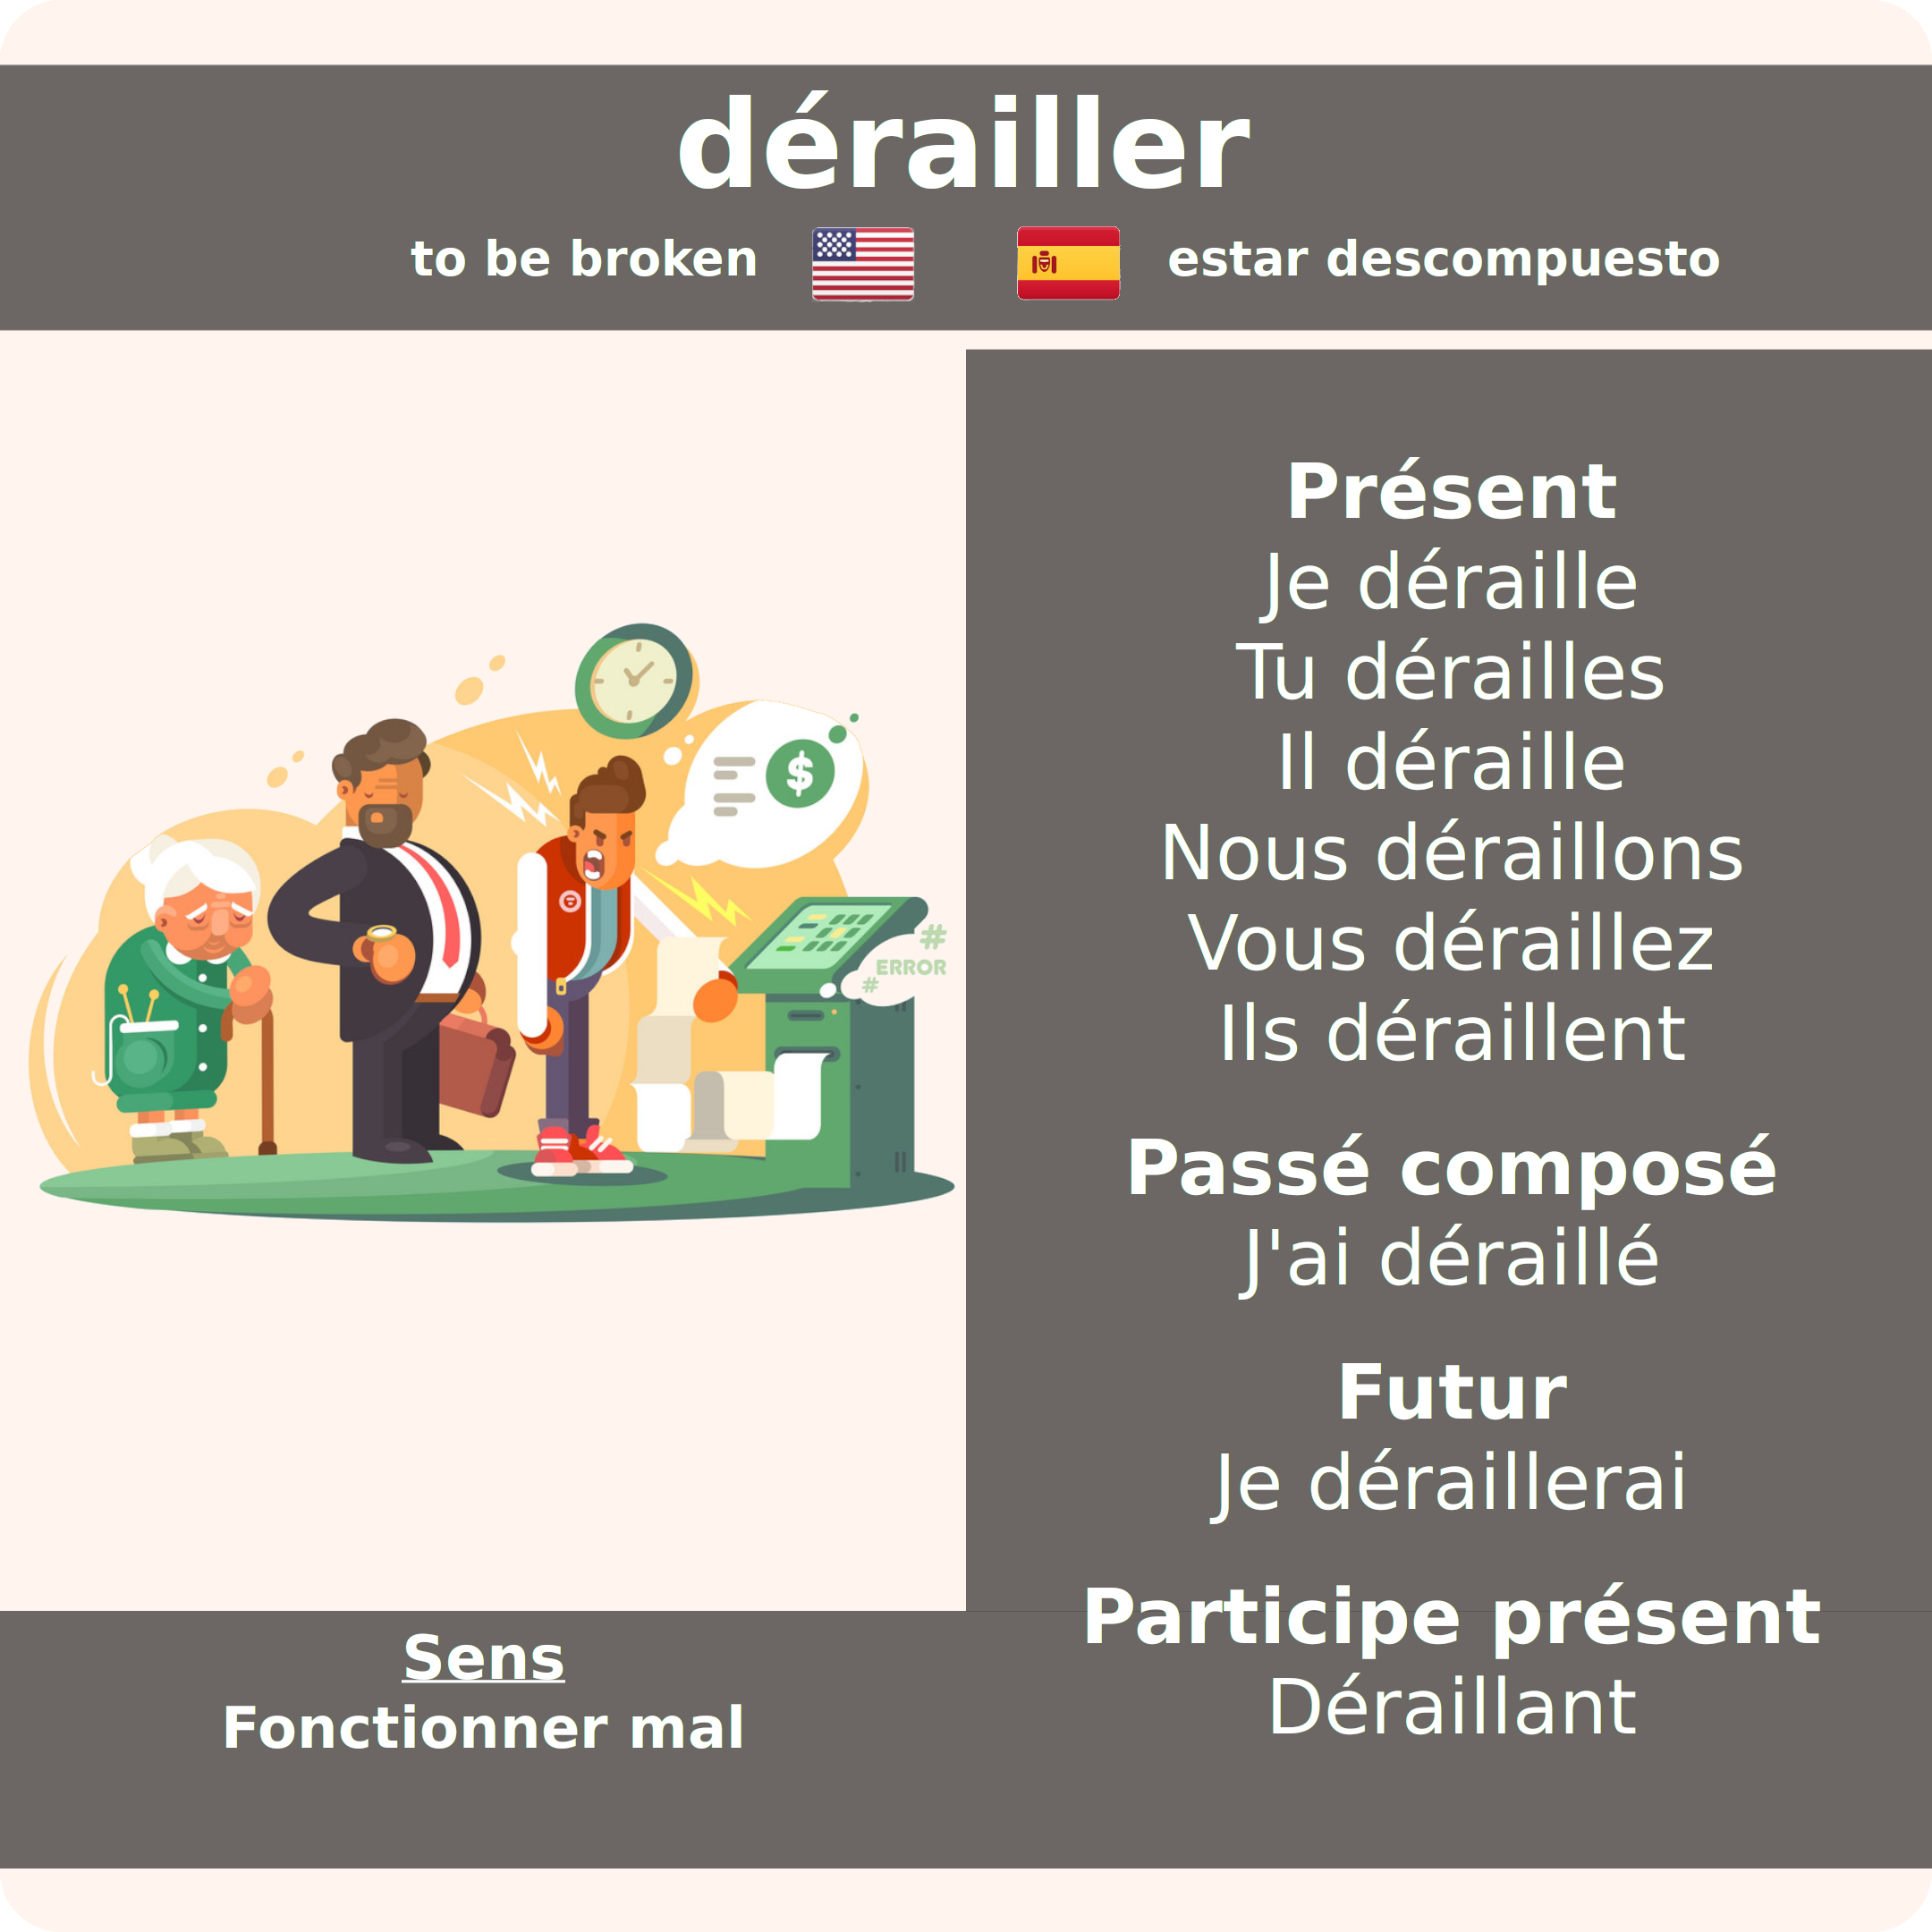 dérailler
to be broken
estar descompuesto
Présent
Je déraille
Tu dérailles
Il déraille
Nous déraillons
Vous déraillez
Ils déraillent
Passé composé
J'ai déraillé
Futur
Je déraillerai
Participe présent
Déraillant
$
#
ERROR
#
Sens
Fonctionner mal